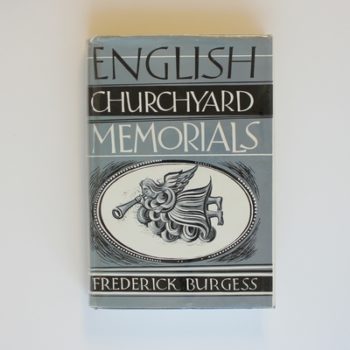 ENGLISH
CHURCHYARD
MEMORIALS
FREDERICK BURGESS